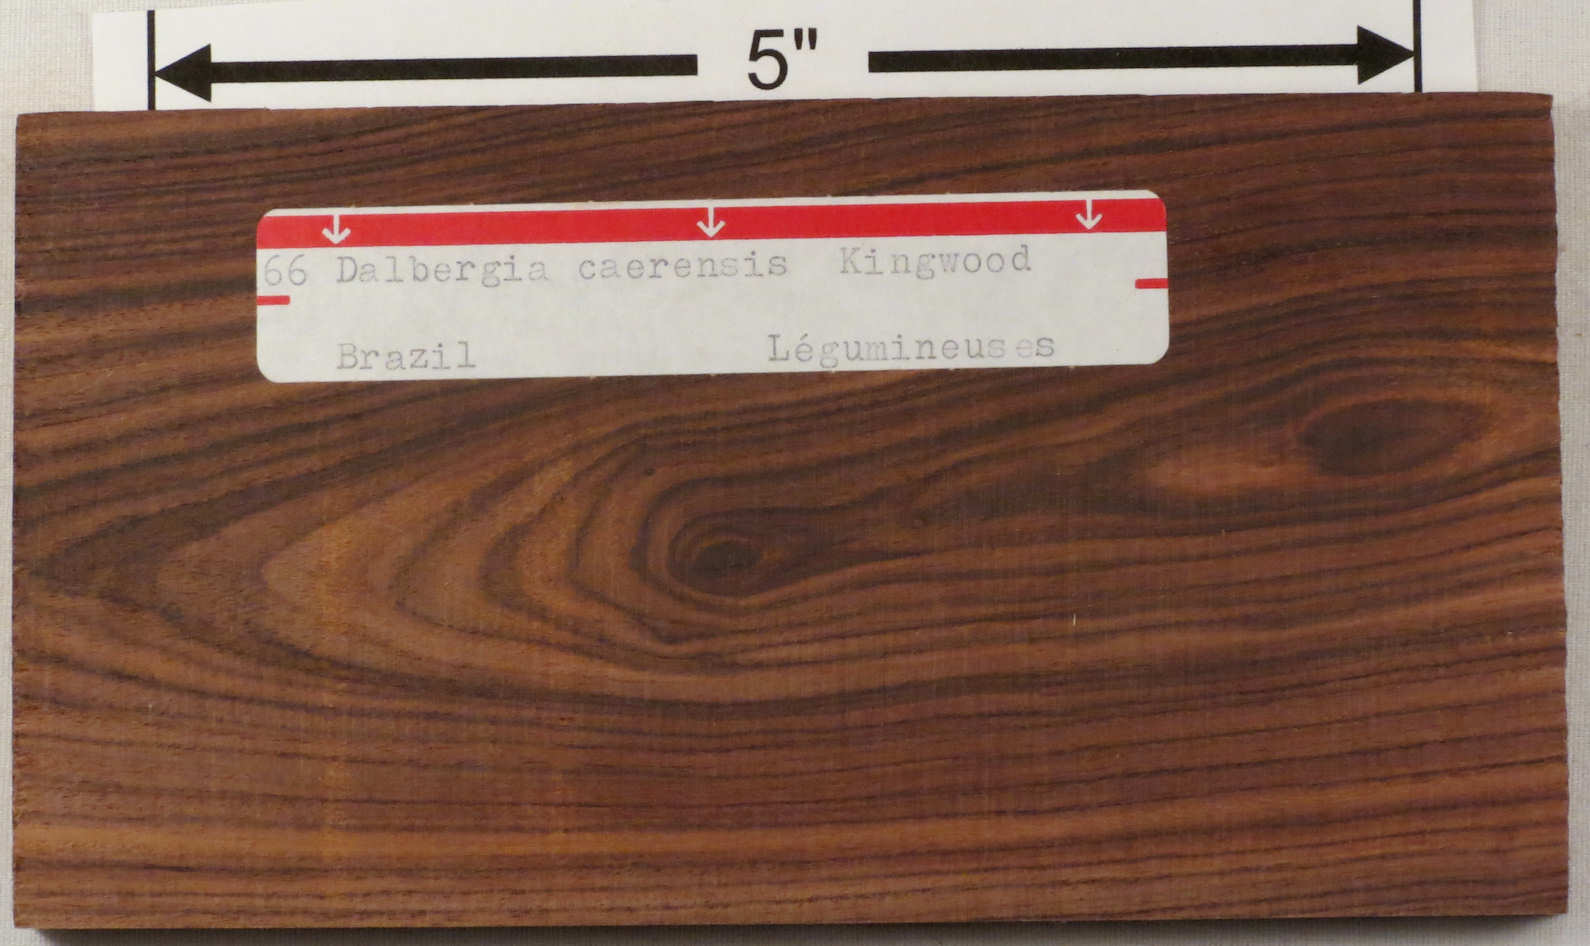 5"
66 Dalbergia caerensis Kingwood
Brazil Légumineuses